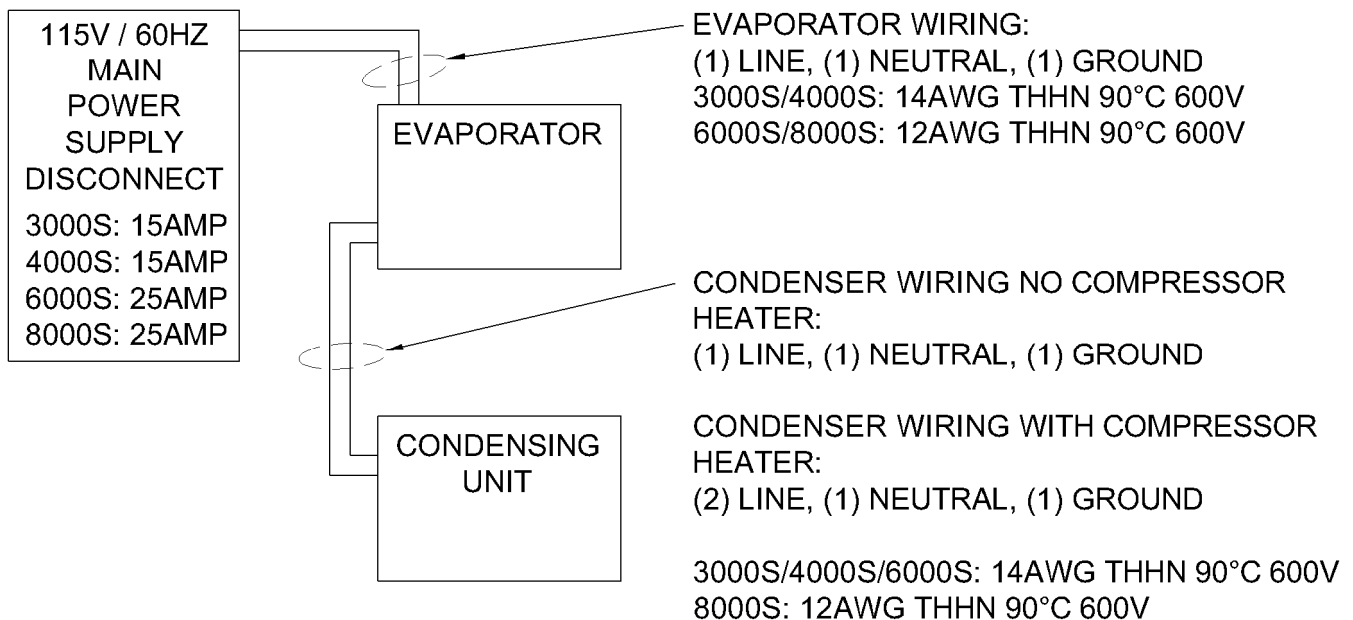 115V / 60HZ
MAIN
POWER
SUPPLY
DISCONNECT
3000S: 15AMP
4000S: 15AMP
6000S: 25AMP
8000S: 25AMP
EVAPORATOR
EVAPORATOR WIRING:
(1) LINE, (1) NEUTRAL, (1) GROUND
3000S/4000S: 14AWG THHN 90°C 600V
6000S/8000S: 12AWG THHN 90°C 600V
CONDENSING
UNIT
CONDENSER WIRING NO COMPRESSOR
HEATER:
(1) LINE, (1) NEUTRAL, (1) GROUND
CONDENSER WIRING WITH COMPRESSOR
HEATER:
(2) LINE, (1) NEUTRAL, (1) GROUND
3000S/4000S/6000S: 14AWG THHN 90°C 600V
8000S: 12AWG THHN 90°C 600V